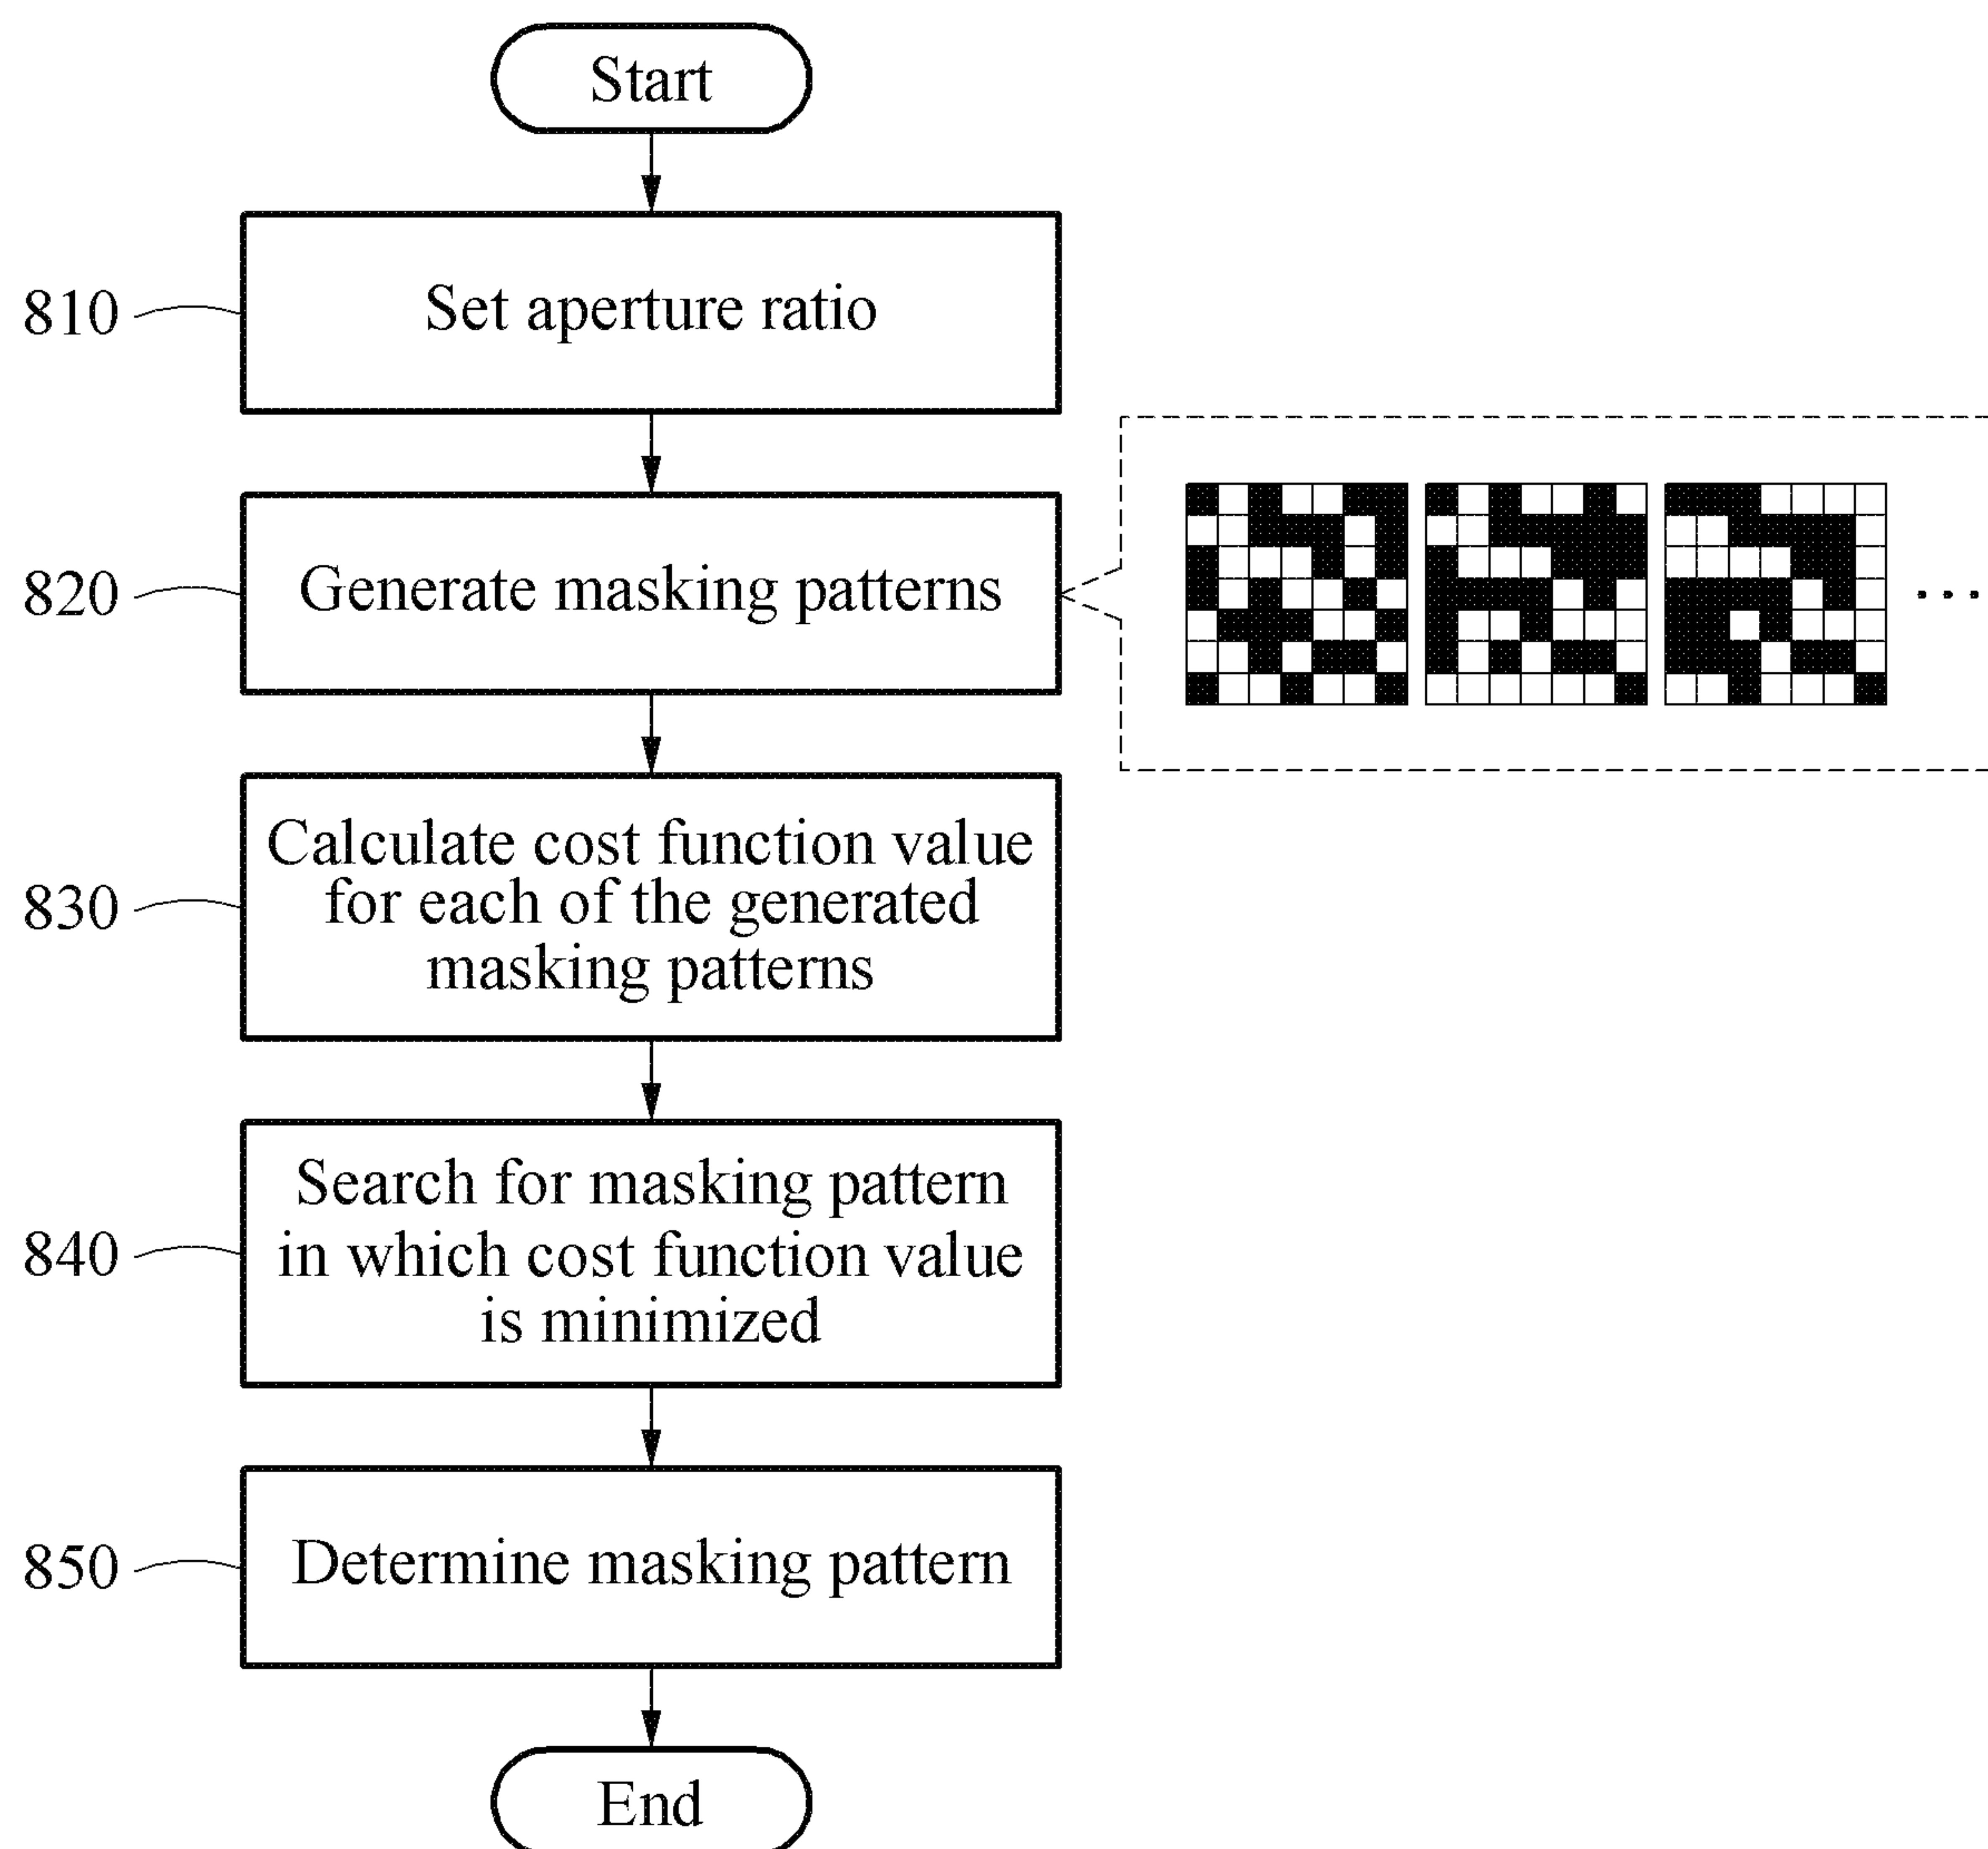 Start
810
Set aperture ratio
820
Generate masking patterns
...
830
Calculate cost function value
for each of the generated
masking patterns
840
Search for masking pattern
in which cost function value
is minimized
850
Determine masking pattern
End